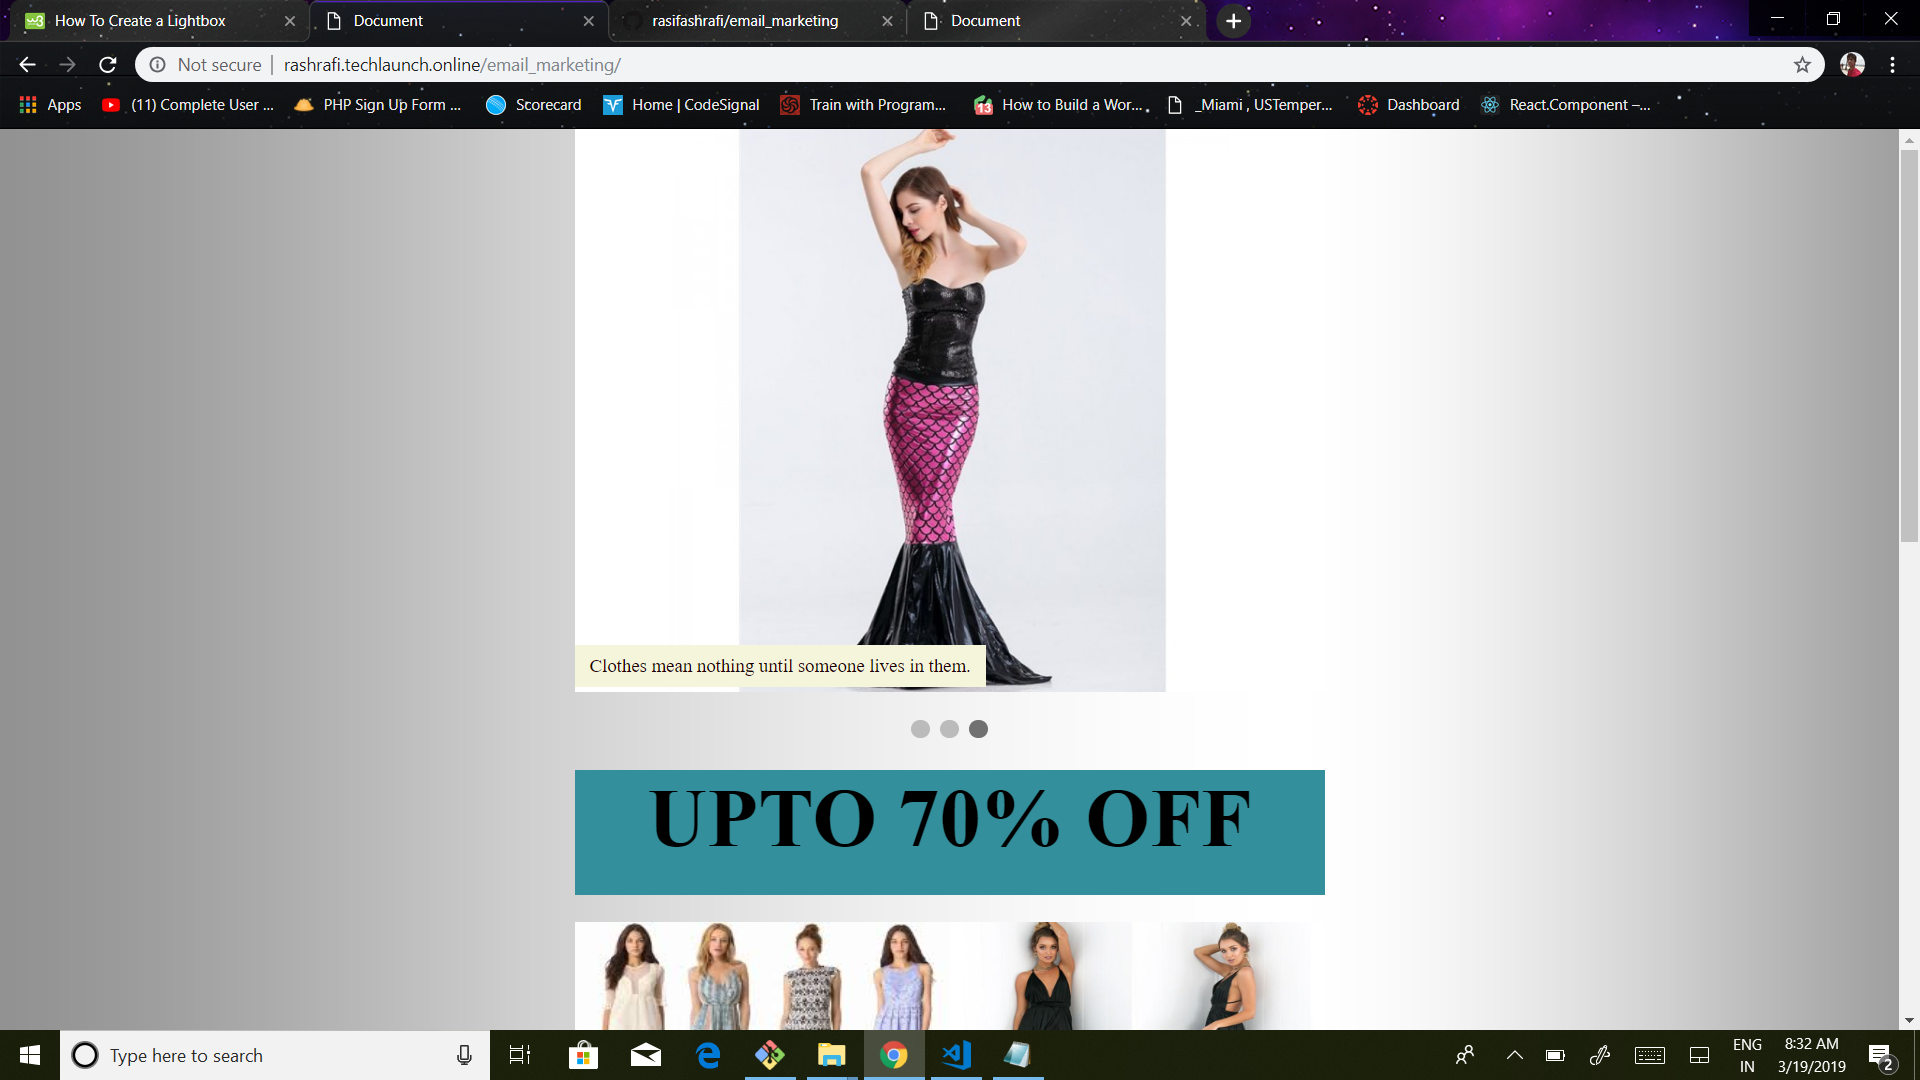 How To Create a Lightbox
Document
rasifashrafi/email_marketing
Document
Not secure | rashrafi.techlaunch.online/email_marketing/
Apps
(11) Complete User ...
PHP Sign Up Form ...
Scorecard
Home | CodeSignal
Train with Program...
13
How to Build a Wor...
_Miami , USTemper...
Dashboard
React.Component –...
Clothes mean nothing until someone lives in them.
UPTO 70% OFF
Type here to search
ENG
IN
8:32 AM
3/19/2019
2